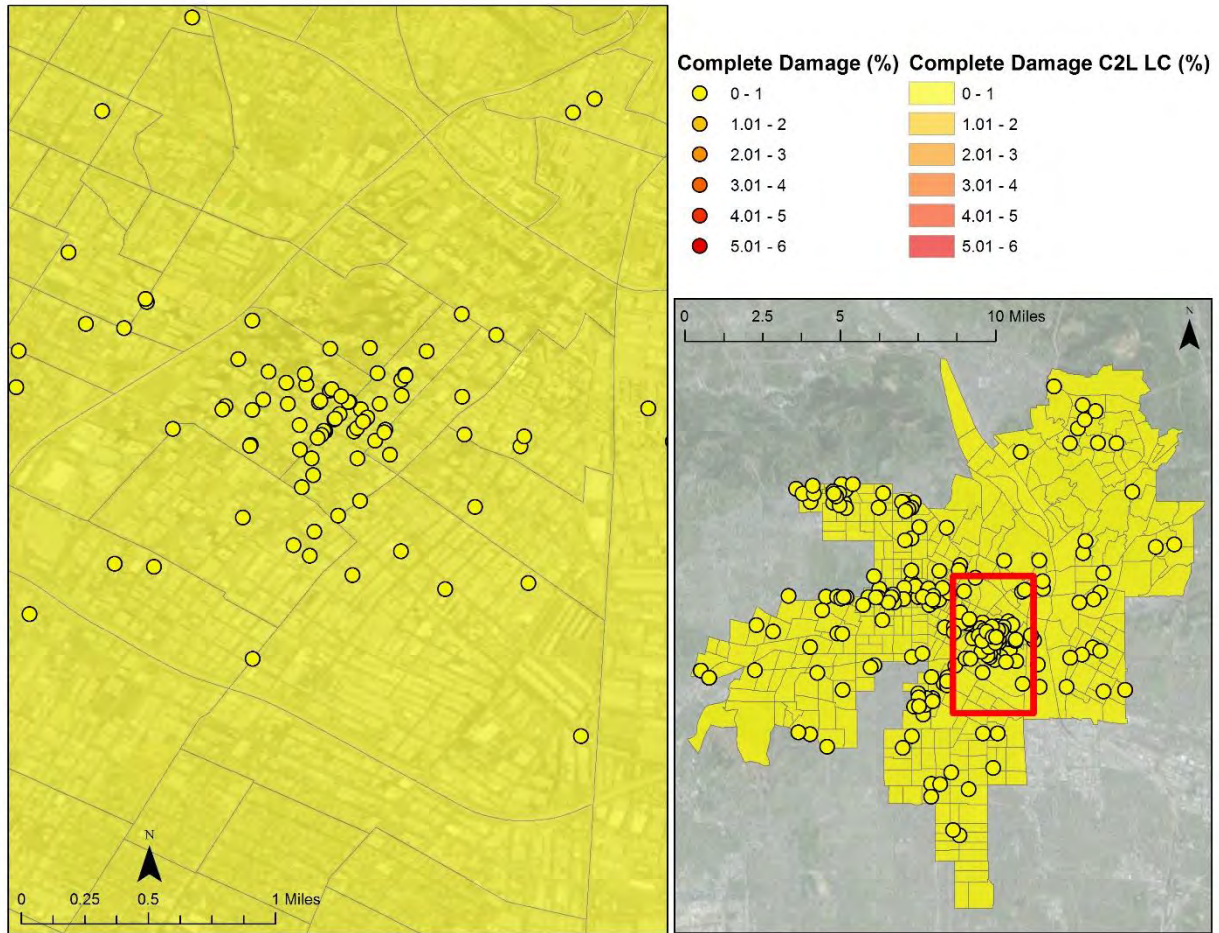 Complete Damage (%) Complete Damage C2L LC (%)
0 - 1 0 - 1
1.01 - 2 1.01 - 2
2.01 - 3 2.01 - 3
3.01 - 4 3.01 - 4
4.01 - 5 4.01 - 5
5.01 - 6 5.01 - 6
0 2.5 5 10 Miles
N
N
0 0.25 0.5 1 Miles